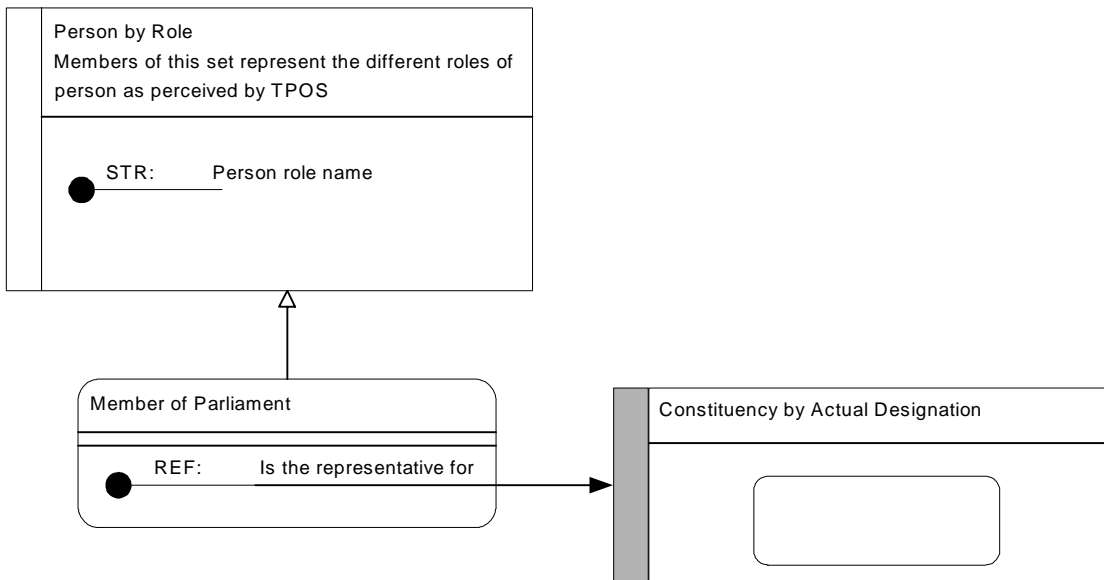 Person by Role
Members of this set represent the different roles of
person as perceived by TPOS
STR: Person role name
Member of Parliament
REF: Is the representative for
Constituency by Actual Designation